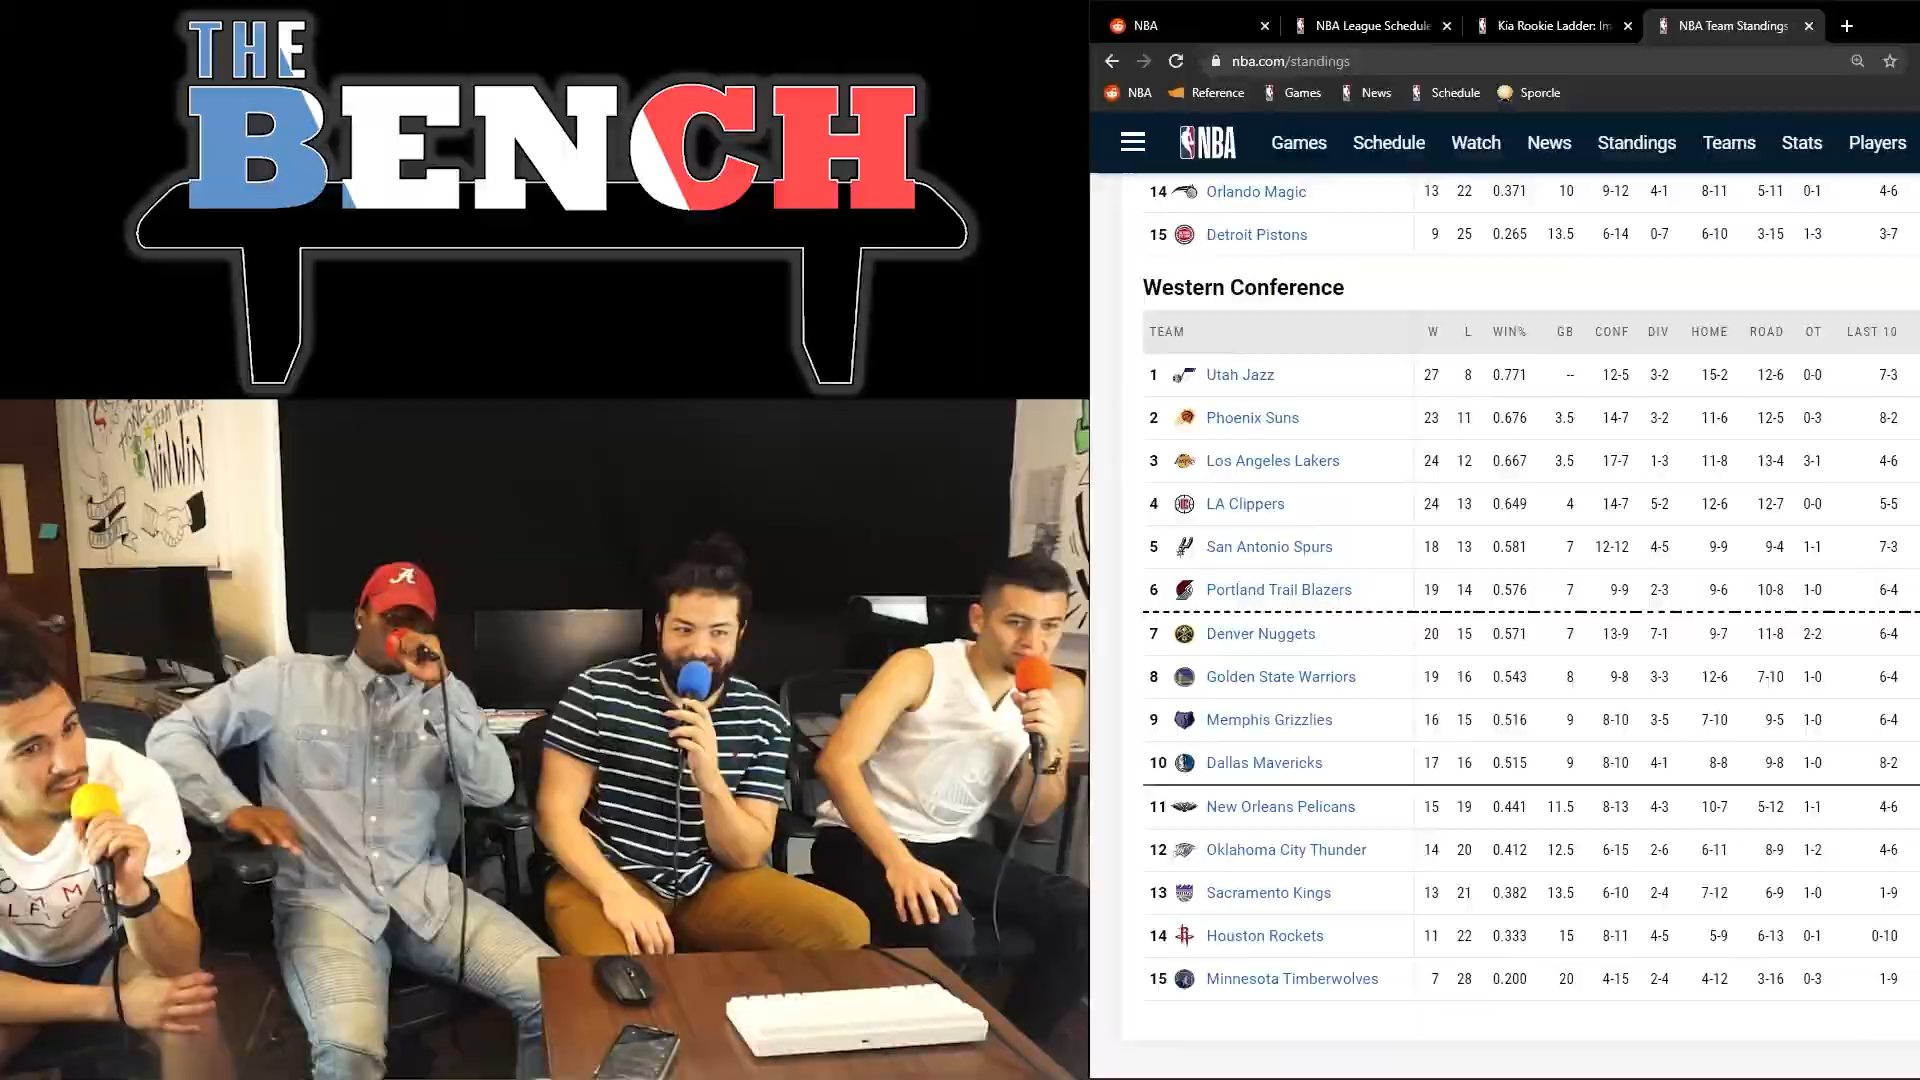 THE
BENCH
NBA
NBA League Schedule
Kia Rookie Ladder: Im
NBA Team Standings
nba.com/standings
NBA Reference Games News Schedule Sporcle
NBA Games Schedule Watch News Standings Teams Stats Players
14 Orlando Magic 13 22 0.371 10 9-12 4-1 8-11 5-11 0-1 4-6
15 Detroit Pistons 9 25 0.265 13.5 6-14 0-7 6-10 3-15 1-3 3-7
Western Conference
TEAM W L WIN% GB CONF DIV HOME ROAD OT LAST 10
1 Utah Jazz 27 8 0.771 -- 12-5 3-2 15-2 12-6 0-0 7-3
2 Phoenix Suns 23 11 0.676 3.5 14-7 3-2 11-6 12-5 0-3 8-2
3 Los Angeles Lakers 24 12 0.667 3.5 17-7 1-3 11-8 13-4 3-1 4-6
4 LA Clippers 24 13 0.649 4 14-7 5-2 12-6 12-7 0-0 5-5
5 San Antonio Spurs 18 13 0.581 7 12-12 4-5 9-9 9-4 1-1 7-3
6 Portland Trail Blazers 19 14 0.576 7 9-9 2-3 9-6 10-8 1-0 6-4
7 Denver Nuggets 20 15 0.571 7 13-9 7-1 9-7 11-8 2-2 6-4
8 Golden State Warriors 19 16 0.543 8 9-8 3-3 12-6 7-10 1-0 6-4
9 Memphis Grizzlies 16 15 0.516 9 8-10 3-5 7-10 9-5 1-0 6-4
10 Dallas Mavericks 17 16 0.515 9 8-10 4-1 8-8 9-8 1-0 8-2
11 New Orleans Pelicans 15 19 0.441 11.5 8-13 4-3 10-7 5-12 1-1 4-6
12 Oklahoma City Thunder 14 20 0.412 12.5 6-15 2-6 6-11 8-9 1-2 4-6
13 Sacramento Kings 13 21 0.382 13.5 6-10 2-4 7-12 6-9 1-0 1-9
14 Houston Rockets 11 22 0.333 15 8-11 4-5 5-9 6-13 0-1 0-10
15 Minnesota Timberwolves 7 28 0.200 20 4-15 2-4 4-12 3-16 0-3 1-9
WIN WIN
A